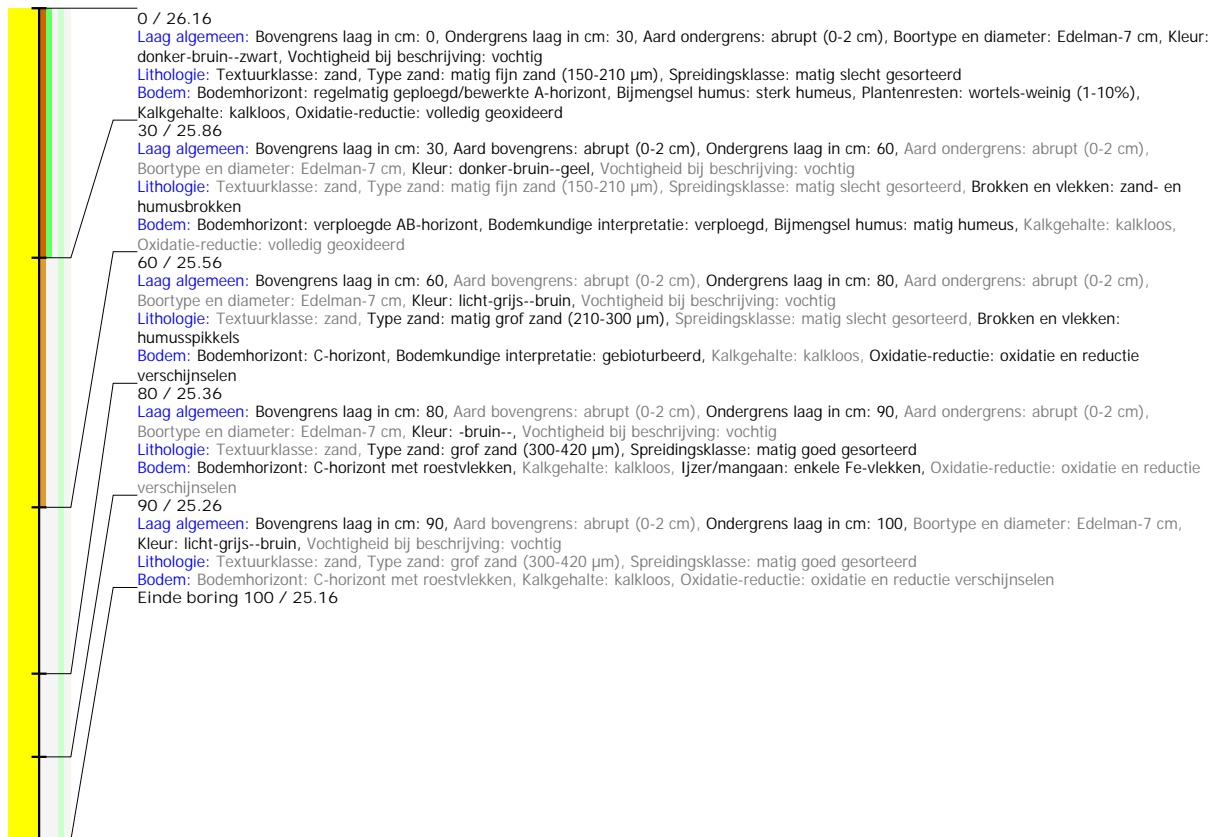 0 / 26.16
Laag algemeen: Bovengrens laag in cm: 0, Ondergrens laag in cm: 30, Aard ondergrens: abrupt (0-2 cm), Boortype en diameter: Edelman-7 cm, Kleur:
donker-bruin--zwart, Vochtigheid bij beschrijving: vochtig
Lithologie: Textuurklasse: zand, Type zand: matig fijn zand (150-210 µm), Spreidingsklasse: matig slecht gesorteerd
Bodem: Bodemhorizont: regelmatig geploegd/bewerkte A-horizont, Bijmengsel humus: sterk humeus, Plantenresten: wortels-weinig (1-10%),
Kalkgehalte: kalkloos, Oxidatie-reductie: volledig geoxideerd
30 / 25.86
Laag algemeen: Bovengrens laag in cm: 30, Aard bovengrens: abrupt (0-2 cm), Ondergrens laag in cm: 60, Aard ondergrens: abrupt (0-2 cm),
Boortype en diameter: Edelman-7 cm, Kleur: donker-bruin--geel, Vochtigheid bij beschrijving: vochtig
Lithologie: Textuurklasse: zand, Type zand: matig fijn zand (150-210 µm), Spreidingsklasse: matig slecht gesorteerd, Brokken en vlekken: zand- en
humusbrokken
Bodem: Bodemhorizont: verploegde AB-horizont, Bodemkundige interpretatie: verploegd, Bijmengsel humus: matig humeus, Kalkgehalte: kalkloos,
Oxidatie-reductie: volledig geoxideerd
60 / 25.56
Laag algemeen: Bovengrens laag in cm: 60, Aard bovengrens: abrupt (0-2 cm), Ondergrens laag in cm: 80, Aard ondergrens: abrupt (0-2 cm),
Boortype en diameter: Edelman-7 cm, Kleur: licht-grijs--bruin, Vochtigheid bij beschrijving: vochtig
Lithologie: Textuurklasse: zand, Type zand: matig grof zand (210-300 µm), Spreidingsklasse: matig slecht gesorteerd, Brokken en vlekken:
humusspikkels
Bodem: Bodemhorizont: C-horizont, Bodemkundige interpretatie: gebioturbeerd, Kalkgehalte: kalkloos, Oxidatie-reductie: oxidatie en reductie
verschijnselen
80 / 25.36
Laag algemeen: Bovengrens laag in cm: 80, Aard bovengrens: abrupt (0-2 cm), Ondergrens laag in cm: 90, Aard ondergrens: abrupt (0-2 cm),
Boortype en diameter: Edelman-7 cm, Kleur: -bruin--, Vochtigheid bij beschrijving: vochtig
Lithologie: Textuurklasse: zand, Type zand: grof zand (300-420 µm), Spreidingsklasse: matig goed gesorteerd
Bodem: Bodemhorizont: C-horizont met roestvlekken, Kalkgehalte: kalkloos, Ijzer/mangaan: enkele Fe-vlekken, Oxidatie-reductie: oxidatie en reductie
verschijnselen
90 / 25.26
Laag algemeen: Bovengrens laag in cm: 90, Aard bovengrens: abrupt (0-2 cm), Ondergrens laag in cm: 100, Boortype en diameter: Edelman-7 cm,
Kleur: licht-grijs--bruin, Vochtigheid bij beschrijving: vochtig
Lithologie: Textuurklasse: zand, Type zand: grof zand (300-420 µm), Spreidingsklasse: matig goed gesorteerd
Bodem: Bodemhorizont: C-horizont met roestvlekken, Kalkgehalte: kalkloos, Oxidatie-reductie: oxidatie en reductie verschijnselen
Einde boring 100 / 25.16